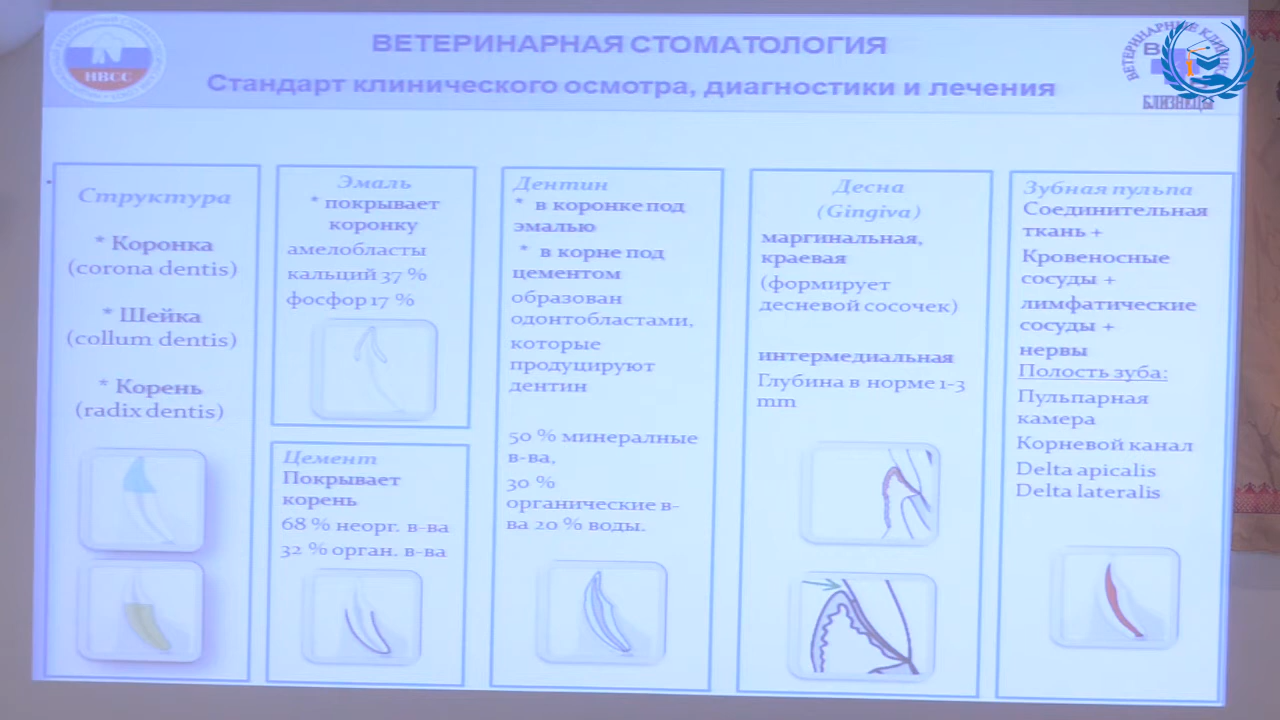 ВЕТЕРИНАРНАЯ СТОМАТОЛОГИЯ
Стандарт клинического осмотра, диагностики и лечения
НВСС
ВЕТЕРИНАРНЫЕ
БЛИЗНЕЦЫ
Структура
* Коронка
(corona dentis)
* Шейка
(collum dentis)
* Корень
(radix dentis)
Эмаль
* покрывает
коронку
амелобласты
кальций 37 %
фосфор 17 %
Цемент
Покрывает
корень
68 % неорг. в-ва
32 % орган. в-ва
Дентин
* в коронке под
эмалью
* в корне под
цементом
образован
одонтобластами,
которые
продуцируют
дентин
50 % минералные
в-ва,
30 %
органические в-
ва 20 % воды.
Десна
(Gingiva)
маргинальная,
краевая
(формирует
десневой сосочек)
интермедиальная
Глубина в норме 1-3
mm
Зубная пульпа
Соединительная
ткань +
Кровеносные
сосуды +
лимфатические
сосуды +
нервы
Полость зуба:
Пульпарная
камера
Корневой канал
Delta apicalis
Delta lateralis